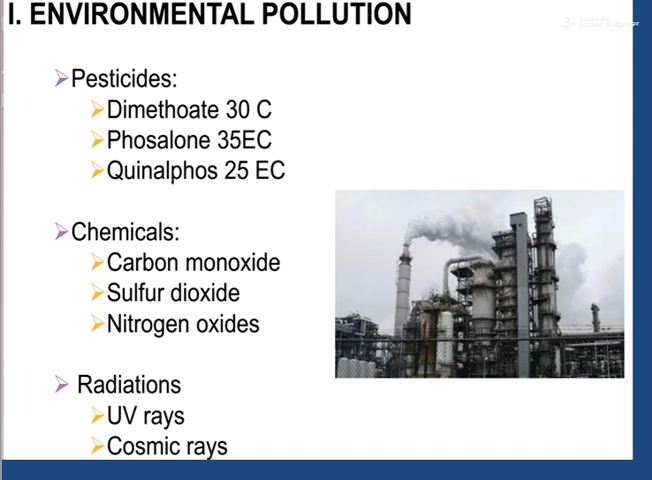 I. ENVIRONMENTAL POLLUTION
Pesticides:
Dimethoate 30 C
Phosalone 35EC
Quinalphos 25 EC
Chemicals:
Carbon monoxide
Sulfur dioxide
Nitrogen oxides
Radiations
UV rays
Cosmic rays